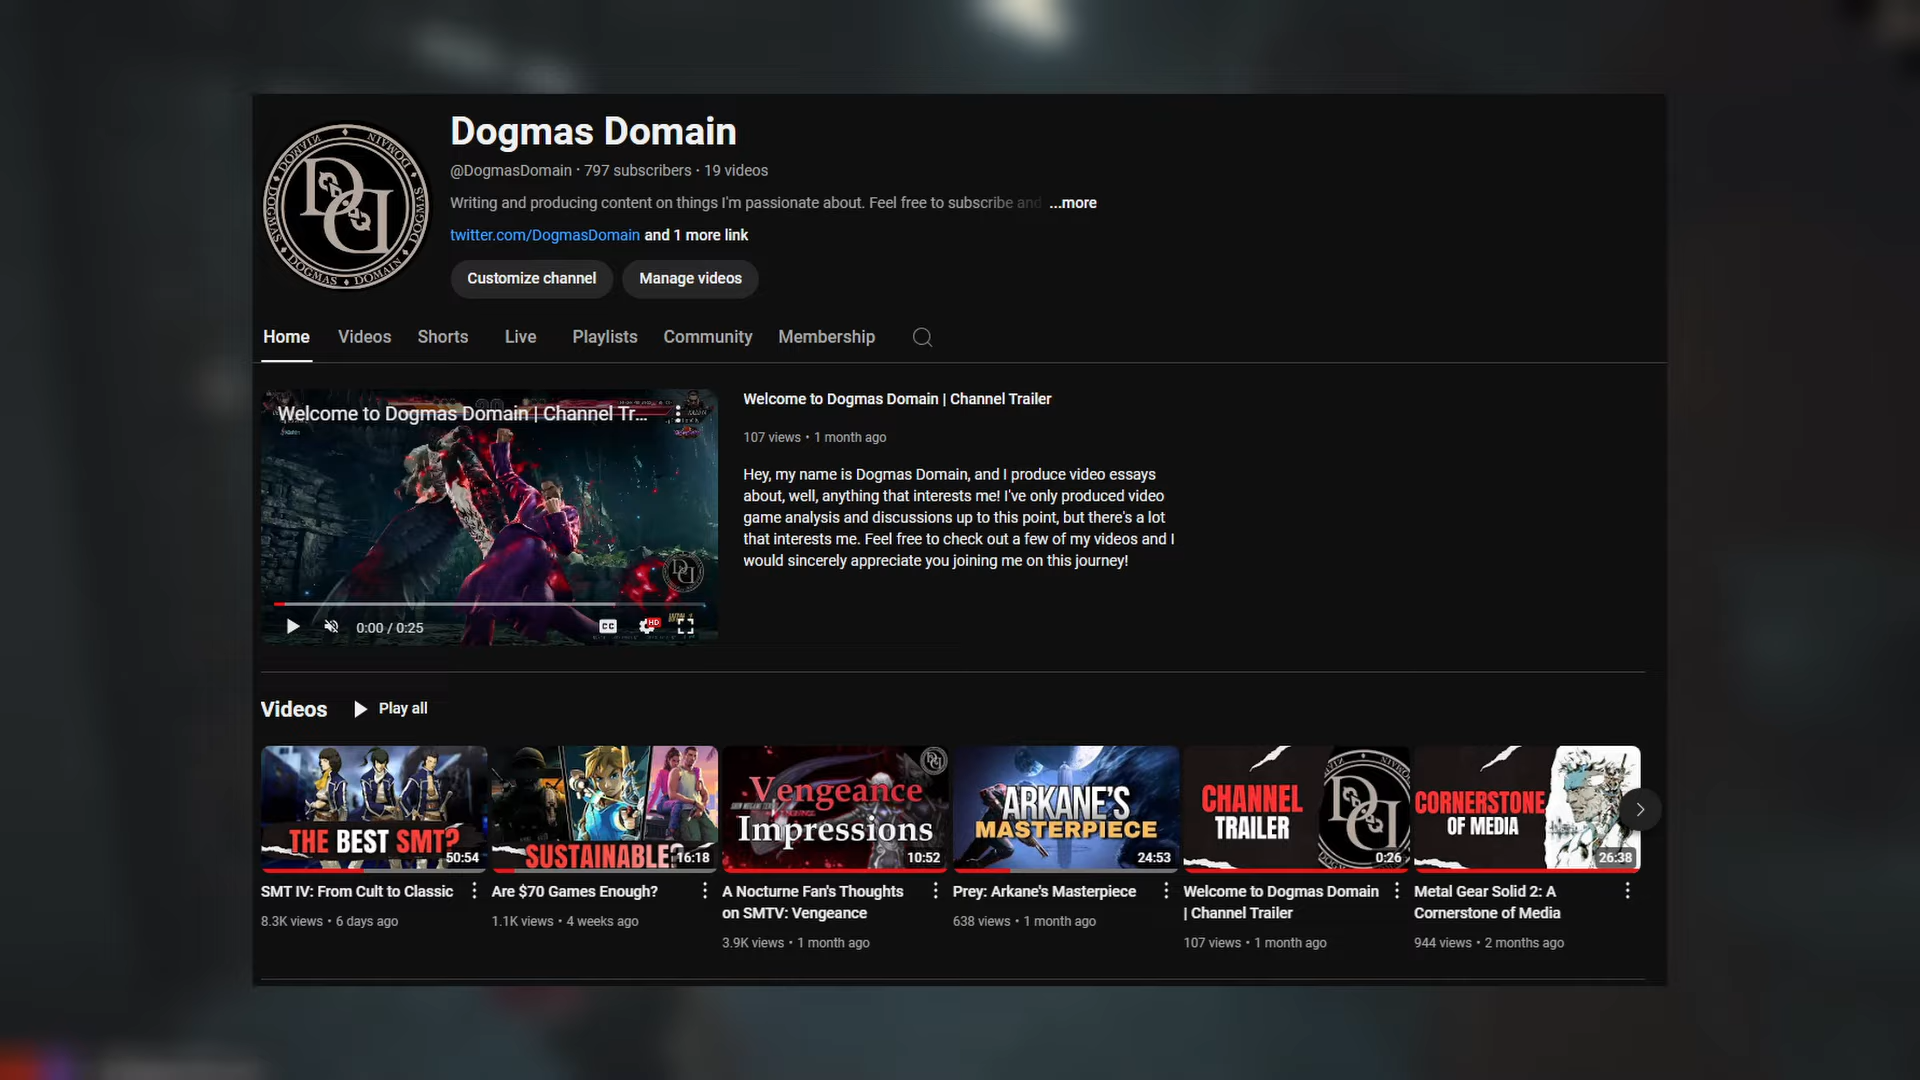 Dogmas Domain
@DogmasDomain · 797 subscribers · 19 videos
Writing and producing content on things I'm passionate about. Feel free to subscribe and ...more
twitter.com/DogmasDomain and 1 more link
Customize channel
Manage videos
DOGMAS DOMAIN DOGMAS DOMAIN DOGMAS DOMAIN
Home
Videos
Shorts
Live
Playlists
Community
Membership
Welcome to Dogmas Domain | Channel Tr...
0:00 / 0:25
CC
HD
Welcome to Dogmas Domain | Channel Trailer
107 views · 1 month ago
Hey, my name is Dogmas Domain, and I produce video essays
about, well, anything that interests me! I've only produced video
game analysis and discussions up to this point, but there's a lot
that interests me. Feel free to check out a few of my videos and I
would sincerely appreciate you joining me on this journey!
Videos
Play all
THE BEST SMT?
50:54
SMT IV: From Cult to Classic
8.3K views · 6 days ago
SUSTAINABLE?
16:18
Are $70 Games Enough?
1.1K views · 4 weeks ago
Vengeance
Impressions
10:52
A Nocturne Fan's Thoughts
on SMTV: Vengeance
3.9K views · 1 month ago
ARKANE'S
MASTERPIECE
24:53
Prey: Arkane's Masterpiece
638 views · 1 month ago
CHANNEL
TRAILER
0:26
Welcome to Dogmas Domain
| Channel Trailer
107 views · 1 month ago
CORNERSTONE
OF MEDIA
26:38
Metal Gear Solid 2: A
Cornerstone of Media
944 views · 2 months ago